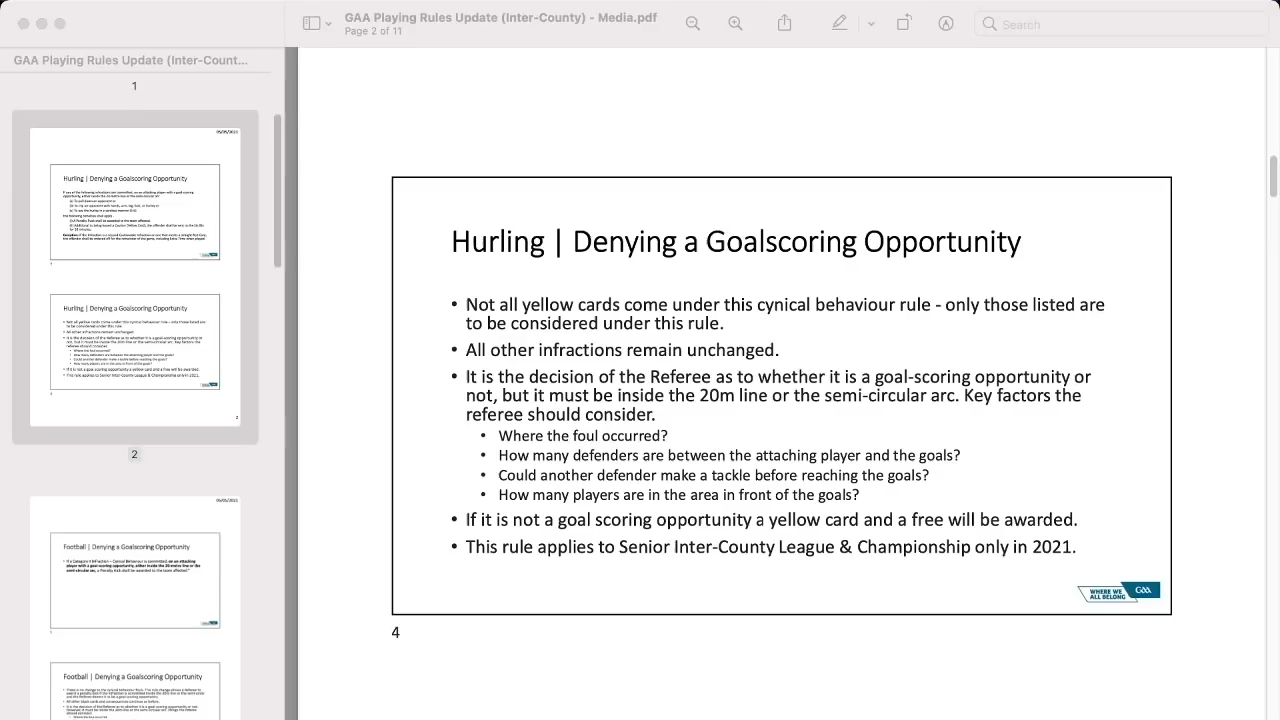 GAA Playing Rules Update (Inter-County) - Media.pdf
Page 2 of 11
Search
GAA Playing Rules Update (Inter-Count...
1
05/05/2021
Hurling | Denying a Goalscoring Opportunity
Hurling | Denying a Goalscoring Opportunity
2
2
05/05/2021
Football | Denying a Goalscoring Opportunity
Football | Denying a Goalscoring Opportunity
Hurling | Denying a Goalscoring Opportunity
• Not all yellow cards come under this cynical behaviour rule - only those listed are
to be considered under this rule.
• All other infractions remain unchanged.
• It is the decision of the Referee as to whether it is a goal-scoring opportunity or
not, but it must be inside the 20m line or the semi-circular arc. Key factors the
referee should consider.
• Where the foul occurred?
• How many defenders are between the attaching player and the goals?
• Could another defender make a tackle before reaching the goals?
• How many players are in the area in front of the goals?
• If it is not a goal scoring opportunity a yellow card and a free will be awarded.
• This rule applies to Senior Inter-County League & Championship only in 2021.
WHERE WE
ALL BELONG
GAA
4